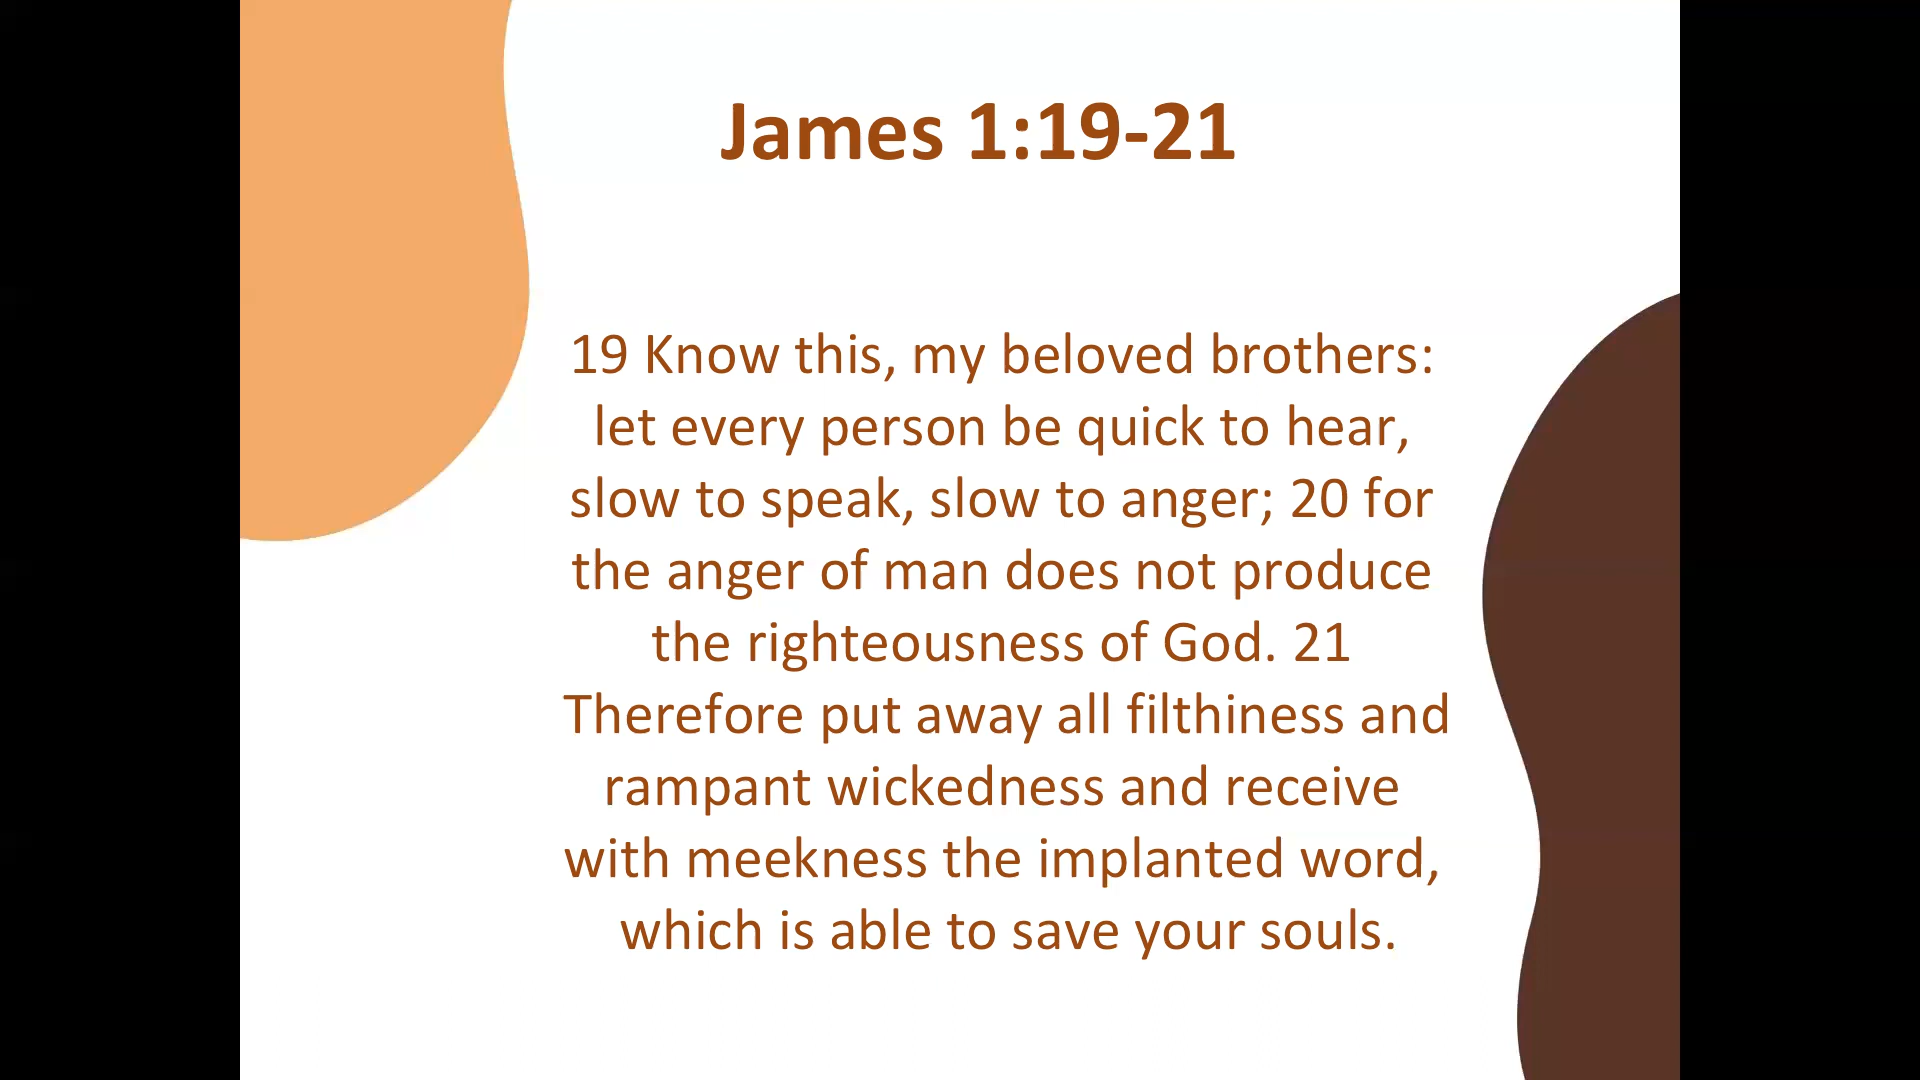 James 1:19-21
19 Know this, my beloved brothers:
let every person be quick to hear,
slow to speak, slow to anger; 20 for
the anger of man does not produce
the righteousness of God. 21
Therefore put away all filthiness and
rampant wickedness and receive
with meekness the implanted word,
which is able to save your souls.